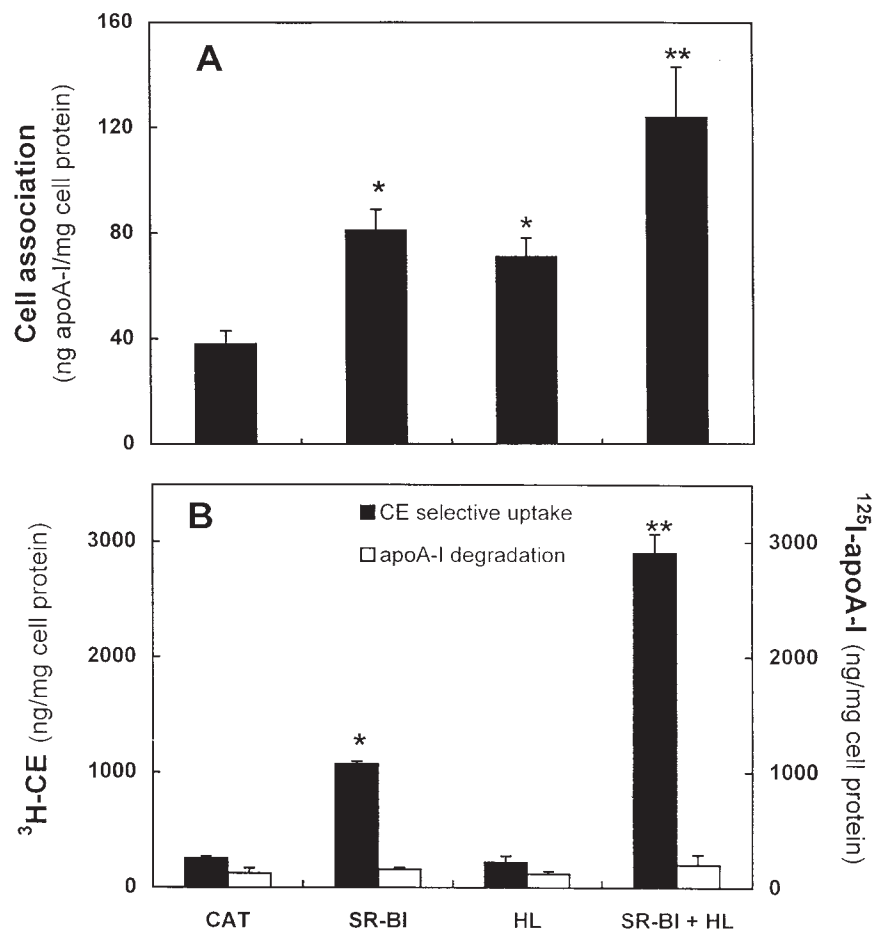 160
120
80
40
0
Cell association
(ng apoA-I/mg cell protein)
A
*
*
**
B
CE selective uptake
apoA-I degradation
**
*
3000
2000
1000
0
³H-CE (ng/mg cell protein)
3000
2000
1000
0
¹²⁵I-apoA-I (ng/mg cell protein)
CAT SR-BI HL SR-BI + HL